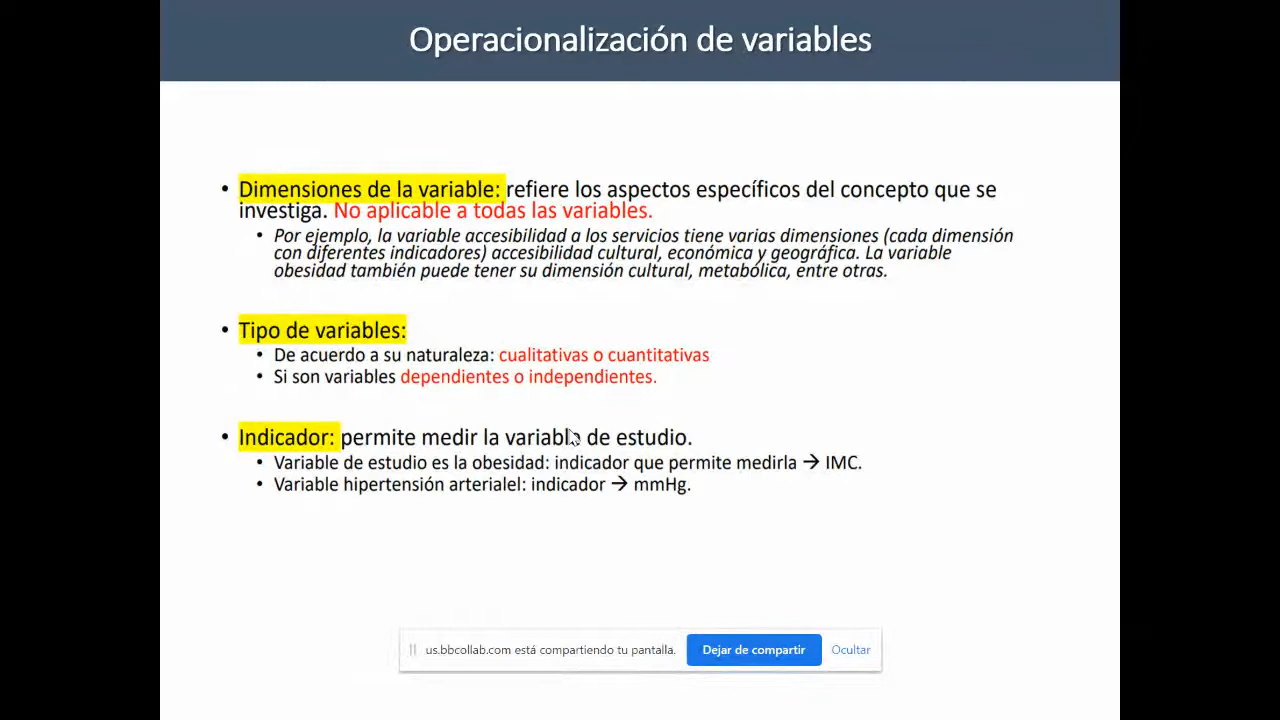 Operacionalización de variables
• Dimensiones de la variable: refiere los aspectos específicos del concepto que se
investiga. No aplicable a todas las variables.
• Por ejemplo, la variable accesibilidad a los servicios tiene varias dimensiones (cada dimensión
con diferentes indicadores) accesibilidad cultural, económica y geográfica. La variable
obesidad también puede tener su dimensión cultural, metabólica, entre otras.
• Tipo de variables:
• De acuerdo a su naturaleza: cualitativas o cuantitativas
• Si son variables dependientes o independientes.
• Indicador: permite medir la variable de estudio.
• Variable de estudio es la obesidad: indicador que permite medirla → IMC.
• Variable hipertensión arterialel: indicador → mmHg.
us.bbcollab.com está compartiendo tu pantalla. Dejar de compartir Ocultar